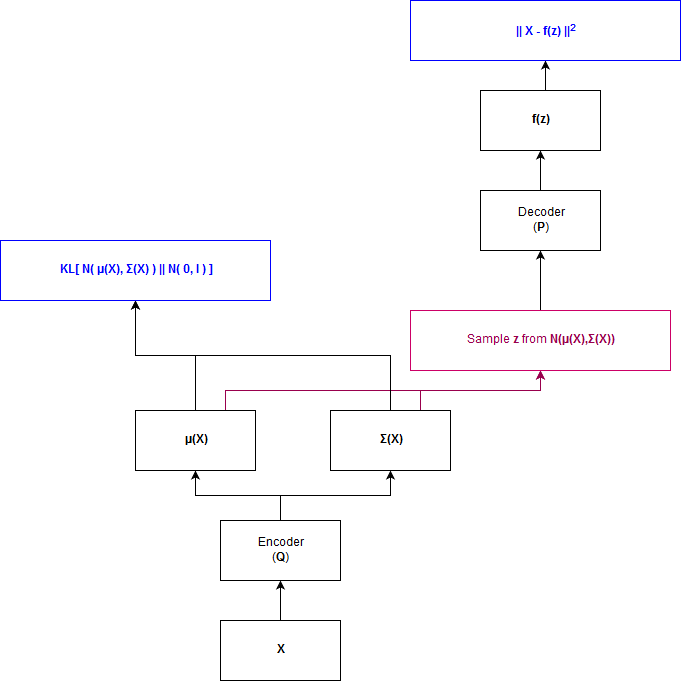 || X - f(z) ||²
f(z)
Decoder
(P)
KL[ N( μ(X), Σ(X) ) || N( 0, I ) ]
Sample z from N(μ(X),Σ(X))
μ(X)
Σ(X)
Encoder
(Q)
X